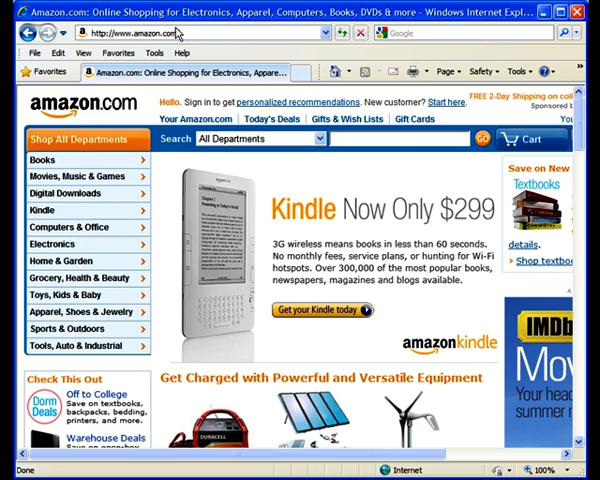 Amazon.com: Online Shopping for Electronics, Apparel, Computers, Books, DVDs & more - Windows Internet Expl...
http://www.amazon.com
Google
File Edit View Favorites Tools Help
Favorites
Amazon.com: Online Shopping for Electronics, Appare...
Page Safety Tools
amazon.com
Hello. Sign in to get personalized recommendations. New customer? Start here.
FREE 2-Day Shipping on coll
Sponsored b
Your Amazon.com Today's Deals Gifts & Wish Lists Gift Cards
Shop All Departments
Search All Departments GO Cart
Books
Movies, Music & Games
Digital Downloads
Kindle
Computers & Office
Electronics
Home & Garden
Grocery, Health & Beauty
Toys, Kids & Baby
Apparel, Shoes & Jewelry
Sports & Outdoors
Tools, Auto & Industrial
Kindle Now Only $299
3G wireless means books in less than 60 seconds.
No monthly fees, service plans, or hunting for Wi-Fi
hotspots. Over 300,000 of the most popular books,
newspapers, magazines and blogs available.
Get your Kindle today
amazonkindle
Save on New
Textbooks
details.
Shop textbo
IMDb
Mov
Your head
summer m
Check This Out
Dorm
Deals
Off to College
Save on textbooks,
backpacks, bedding,
printers, and more.
Warehouse Deals
Get Charged with Powerful and Versatile Equipment
DURACELL
Done
Internet
100%